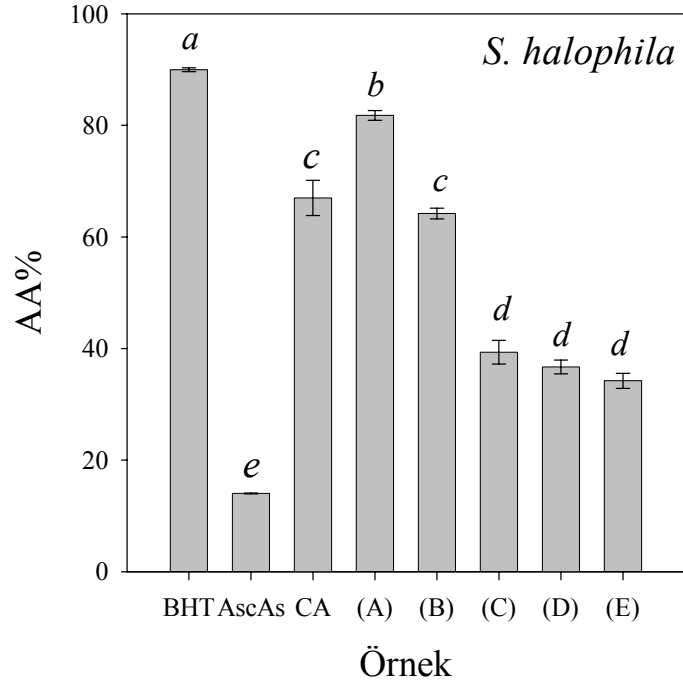 100
80
60
40
20
0
AA%
S. halophila
a
e
c
b
c
d
d
d
BHT AscAs CA (A) (B) (C) (D) (E)
Örnek